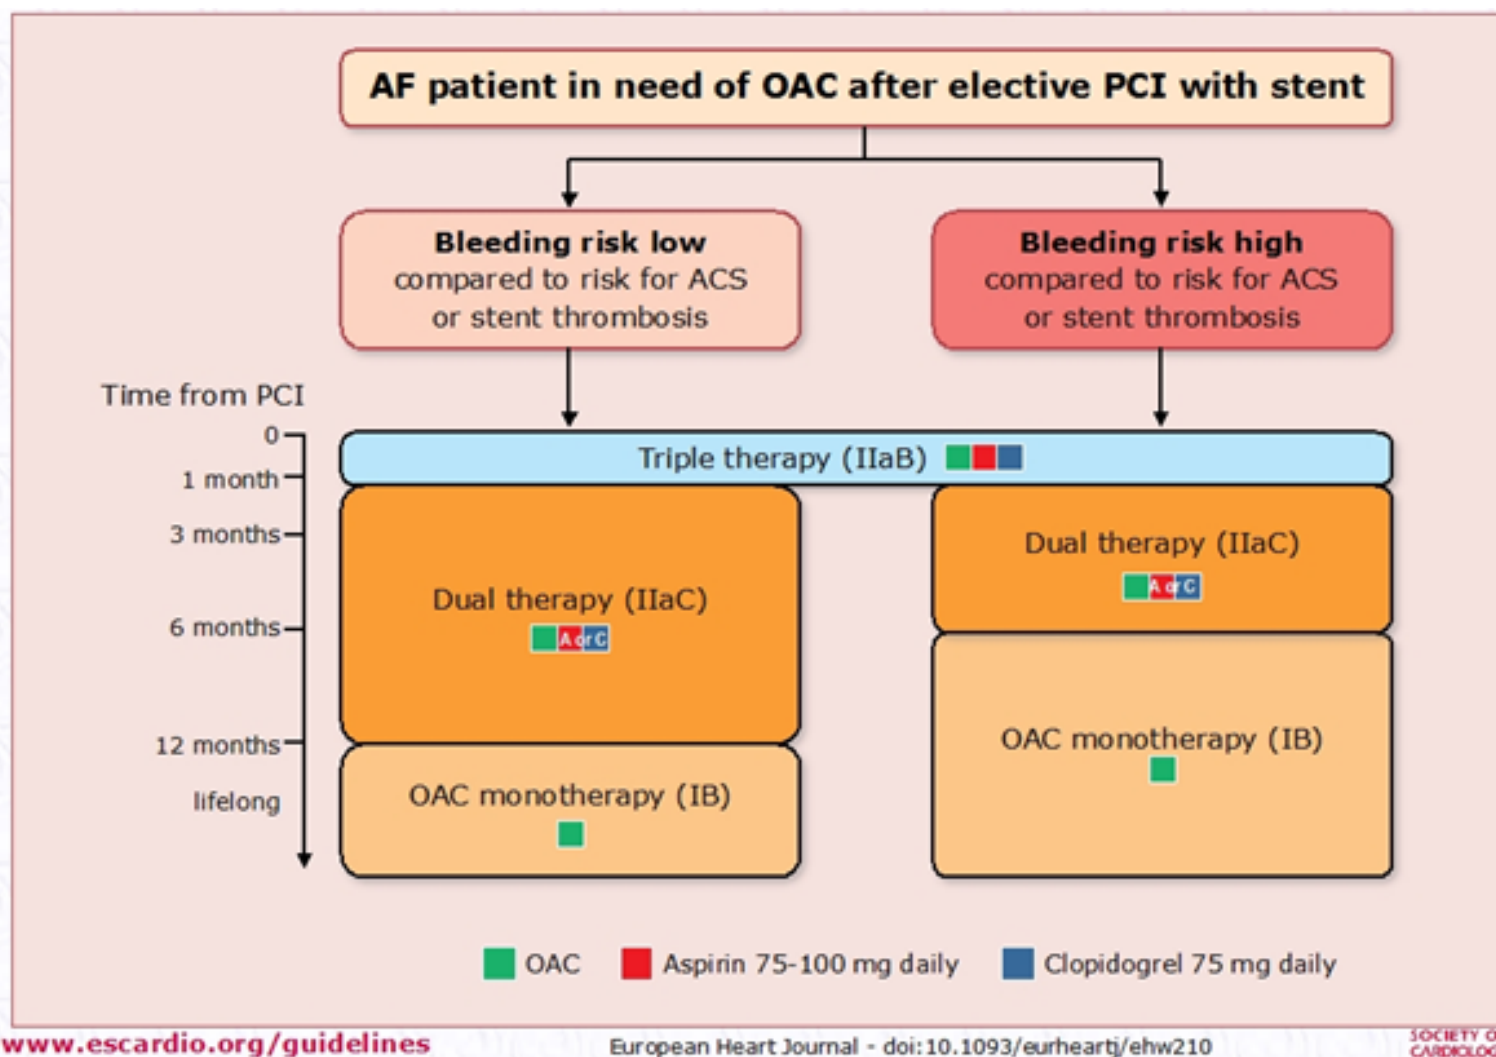 AF patient in need of OAC after elective PCI with stent
Bleeding risk low
compared to risk for ACS
or stent thrombosis
Bleeding risk high
compared to risk for ACS
or stent thrombosis
Time from PCI
0
1 month
3 months
6 months
12 months
lifelong
Triple therapy (IIaB)
Dual therapy (IIaC)
A or C
OAC monotherapy (IB)
Dual therapy (IIaC)
A or C
OAC monotherapy (IB)
OAC
Aspirin 75-100 mg daily
Clopidogrel 75 mg daily
www.escardio.org/guidelines
European Heart Journal - doi:10.1093/eurheartj/ehw210
SOCIETY O